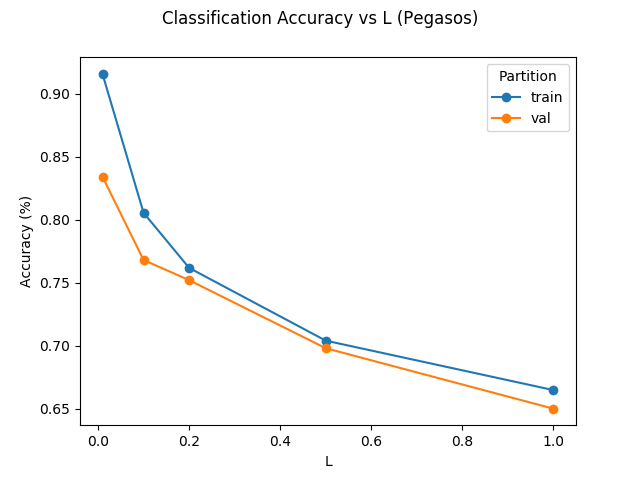 Classification Accuracy vs L (Pegasos)
Partition
train
val
0.90
0.85
0.80
0.75
0.70
0.65
Accuracy (%)
0.0 0.2 0.4 0.6 0.8 1.0
L